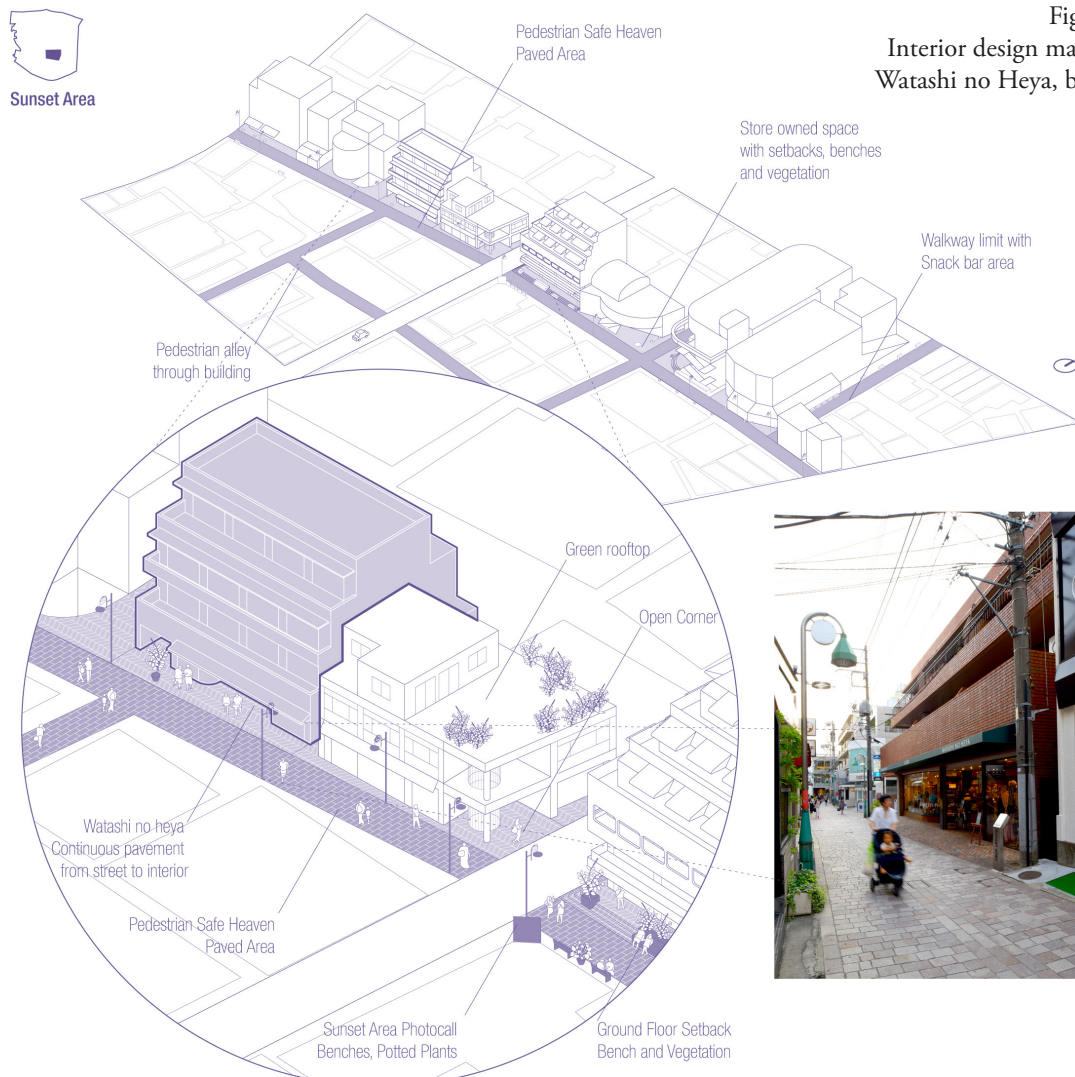 Sunset Area
Fig
Interior design ma
Watashi no Heya, b
Pedestrian Safe Heaven
Paved Area
Store owned space
with setbacks, benches
and vegetation
Walkway limit with
Snack bar area
Pedestrian alley
through building
Green rooftop
Open Corner
Watashi no heya
Continuous pavement
from street to interior
Pedestrian Safe Heaven
Paved Area
Sunset Area Photocall
Benches, Potted Plants
Ground Floor Setback
Bench and Vegetation
WATASHI NO HEYA